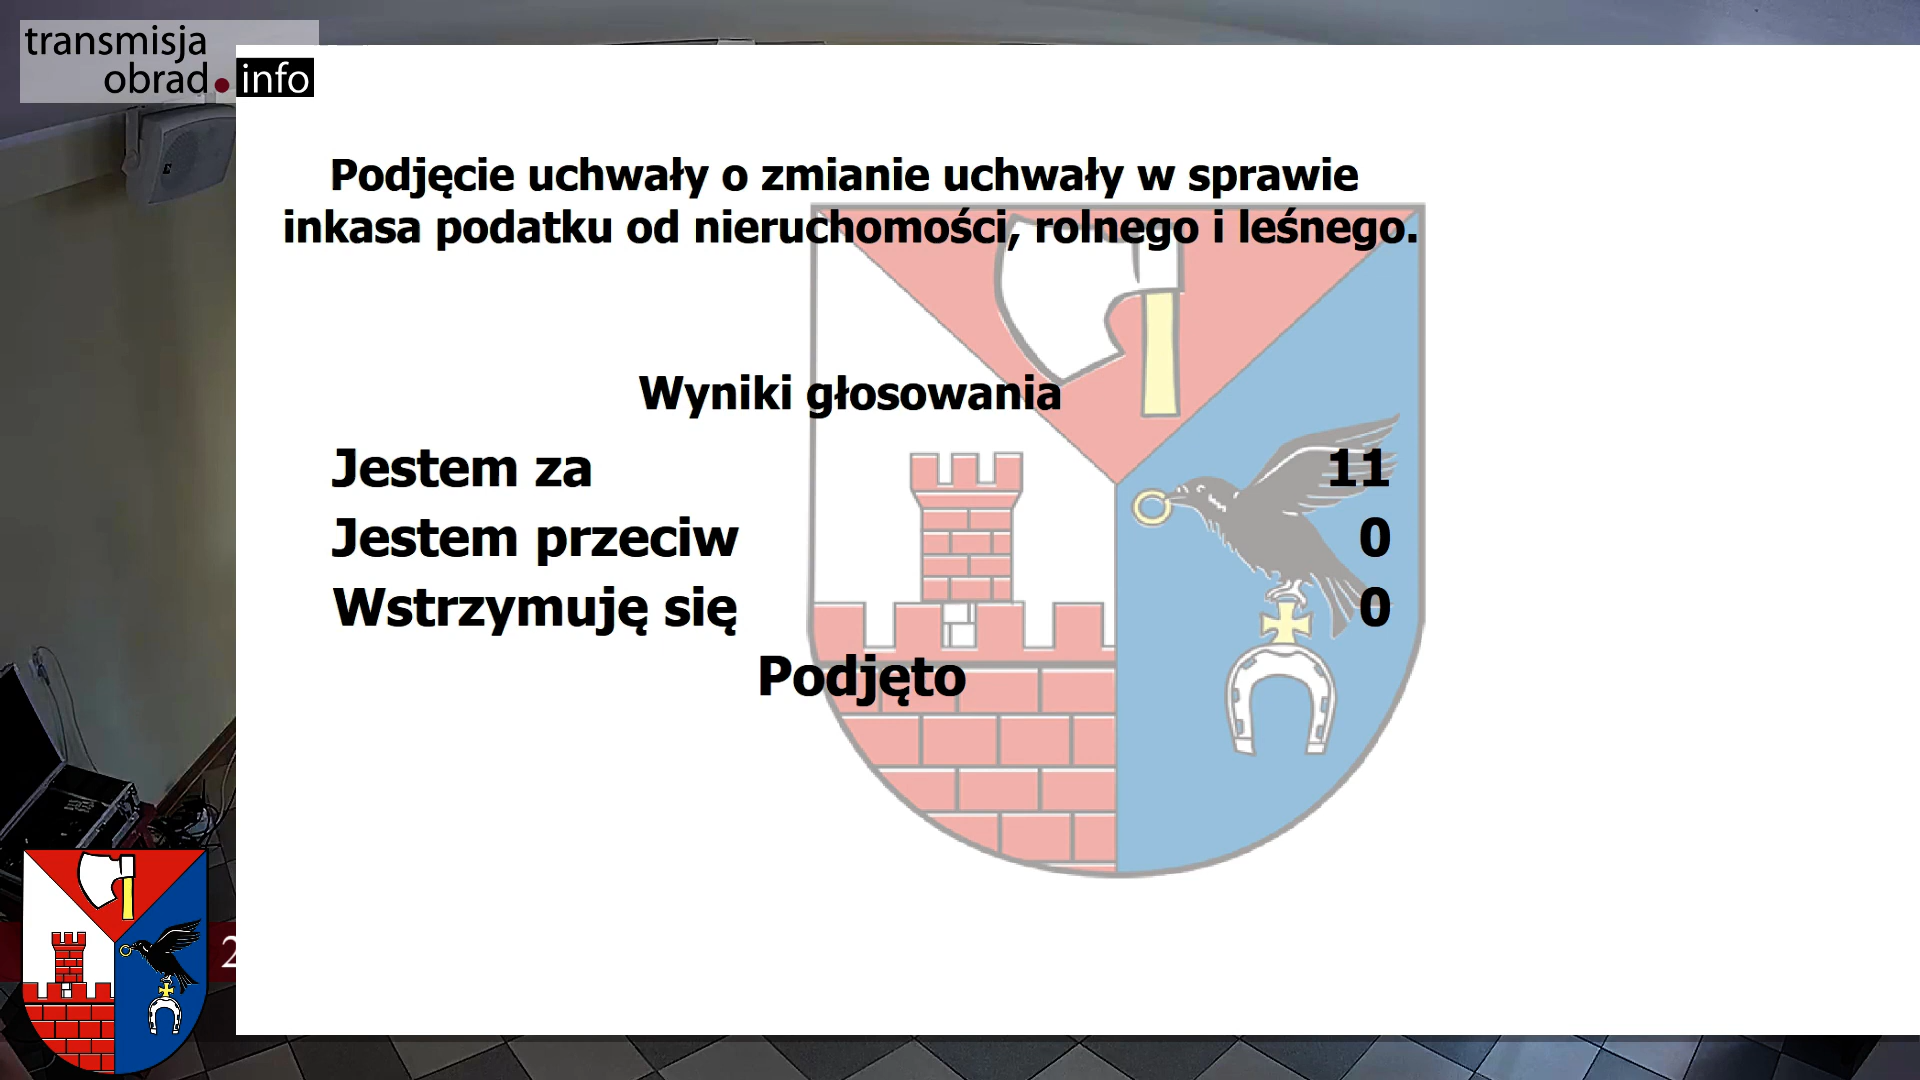 transmisja
obrad.info
Podjęcie uchwały o zmianie uchwały w sprawie
inkasa podatku od nieruchomości, rolnego i leśnego.
Wyniki głosowania
Jestem za 11
Jestem przeciw 0
Wstrzymuję się 0
Podjęto
2